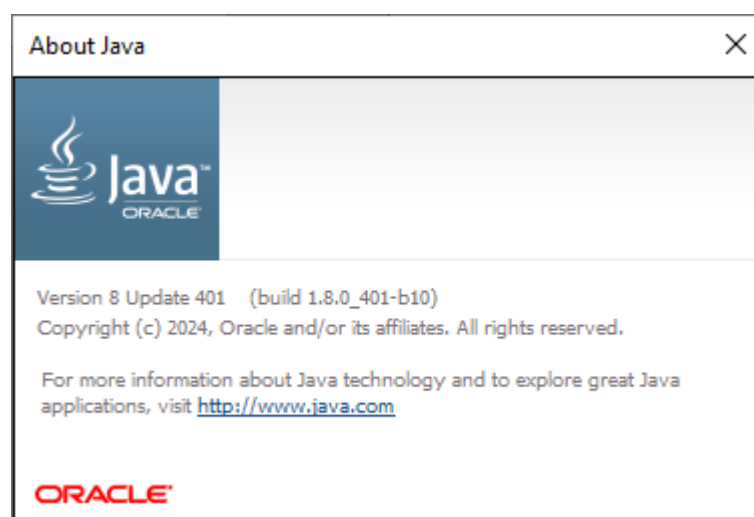 About Java
Java™
ORACLE
Version 8 Update 401 (build 1.8.0_401-b10)
Copyright (c) 2024, Oracle and/or its affiliates. All rights reserved.
For more information about Java technology and to explore great Java
applications, visit http://www.java.com
ORACLE